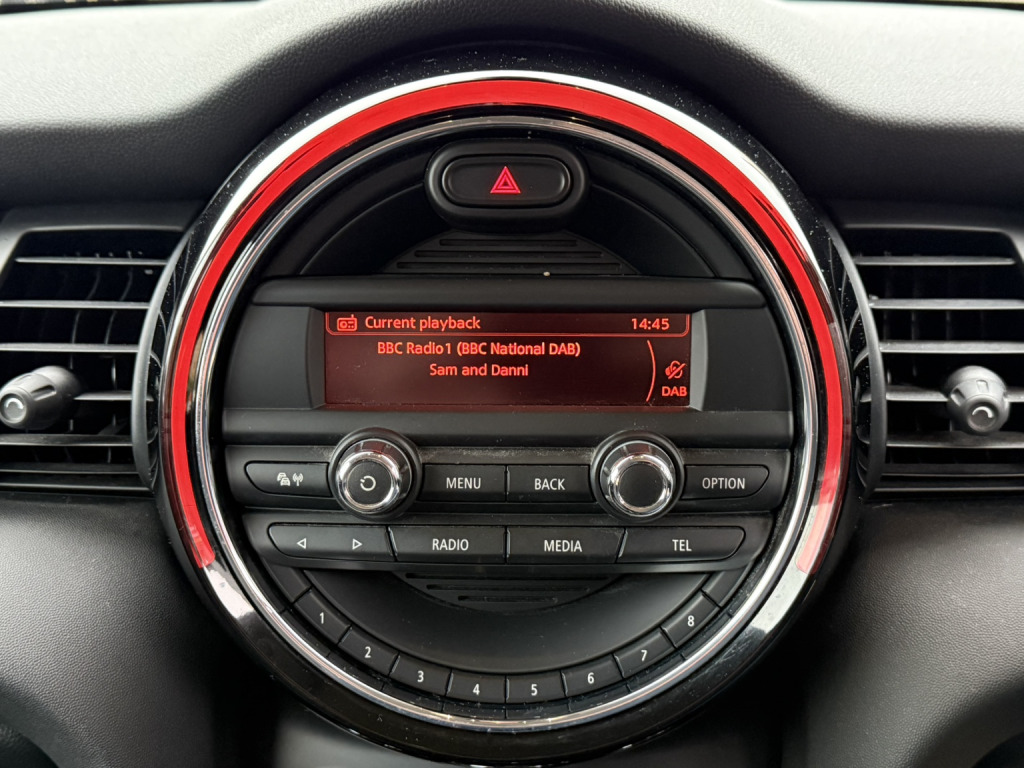 Current playback 14:45
BBC Radio1 (BBC National DAB)
Sam and Danni
DAB
MENU BACK OPTION
RADIO MEDIA TEL
1 2 3 4 5 6 7 8